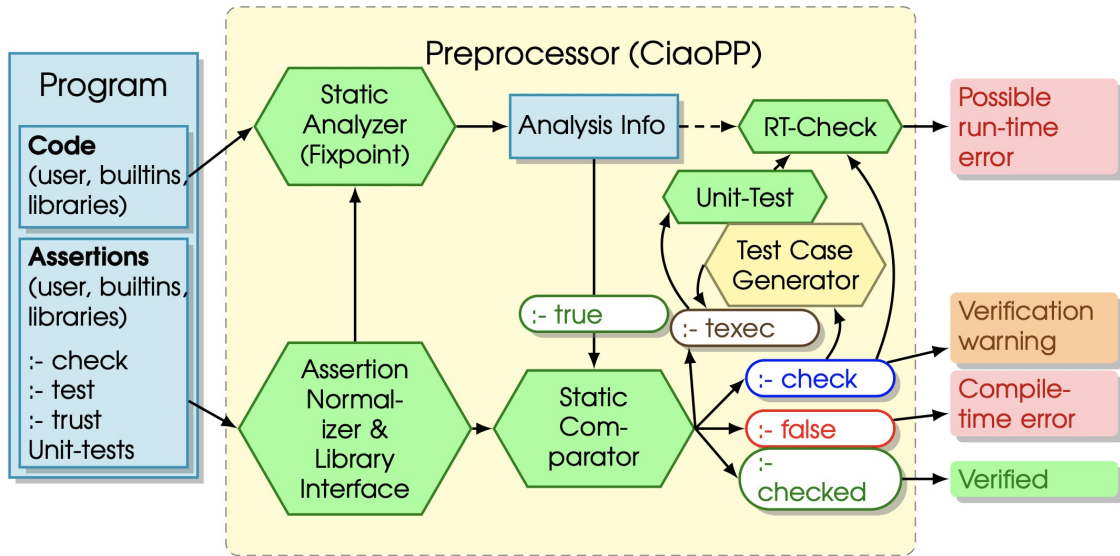 Preprocessor (CiaoPP)
Program
Code
(user, builtins,
libraries)
Assertions
(user, builtins,
libraries)
:- check
:- test
:- trust
Unit-tests
Static
Analyzer
(Fixpoint)
Analysis Info
RT-Check
Possible
run-time
error
Unit-Test
Test Case
Generator
:- true
:- texec
Assertion
Normal-
izer &
Library
Interface
Static
Com-
parator
:- check
:- false
:-
checked
Verification
warning
Compile-
time error
Verified